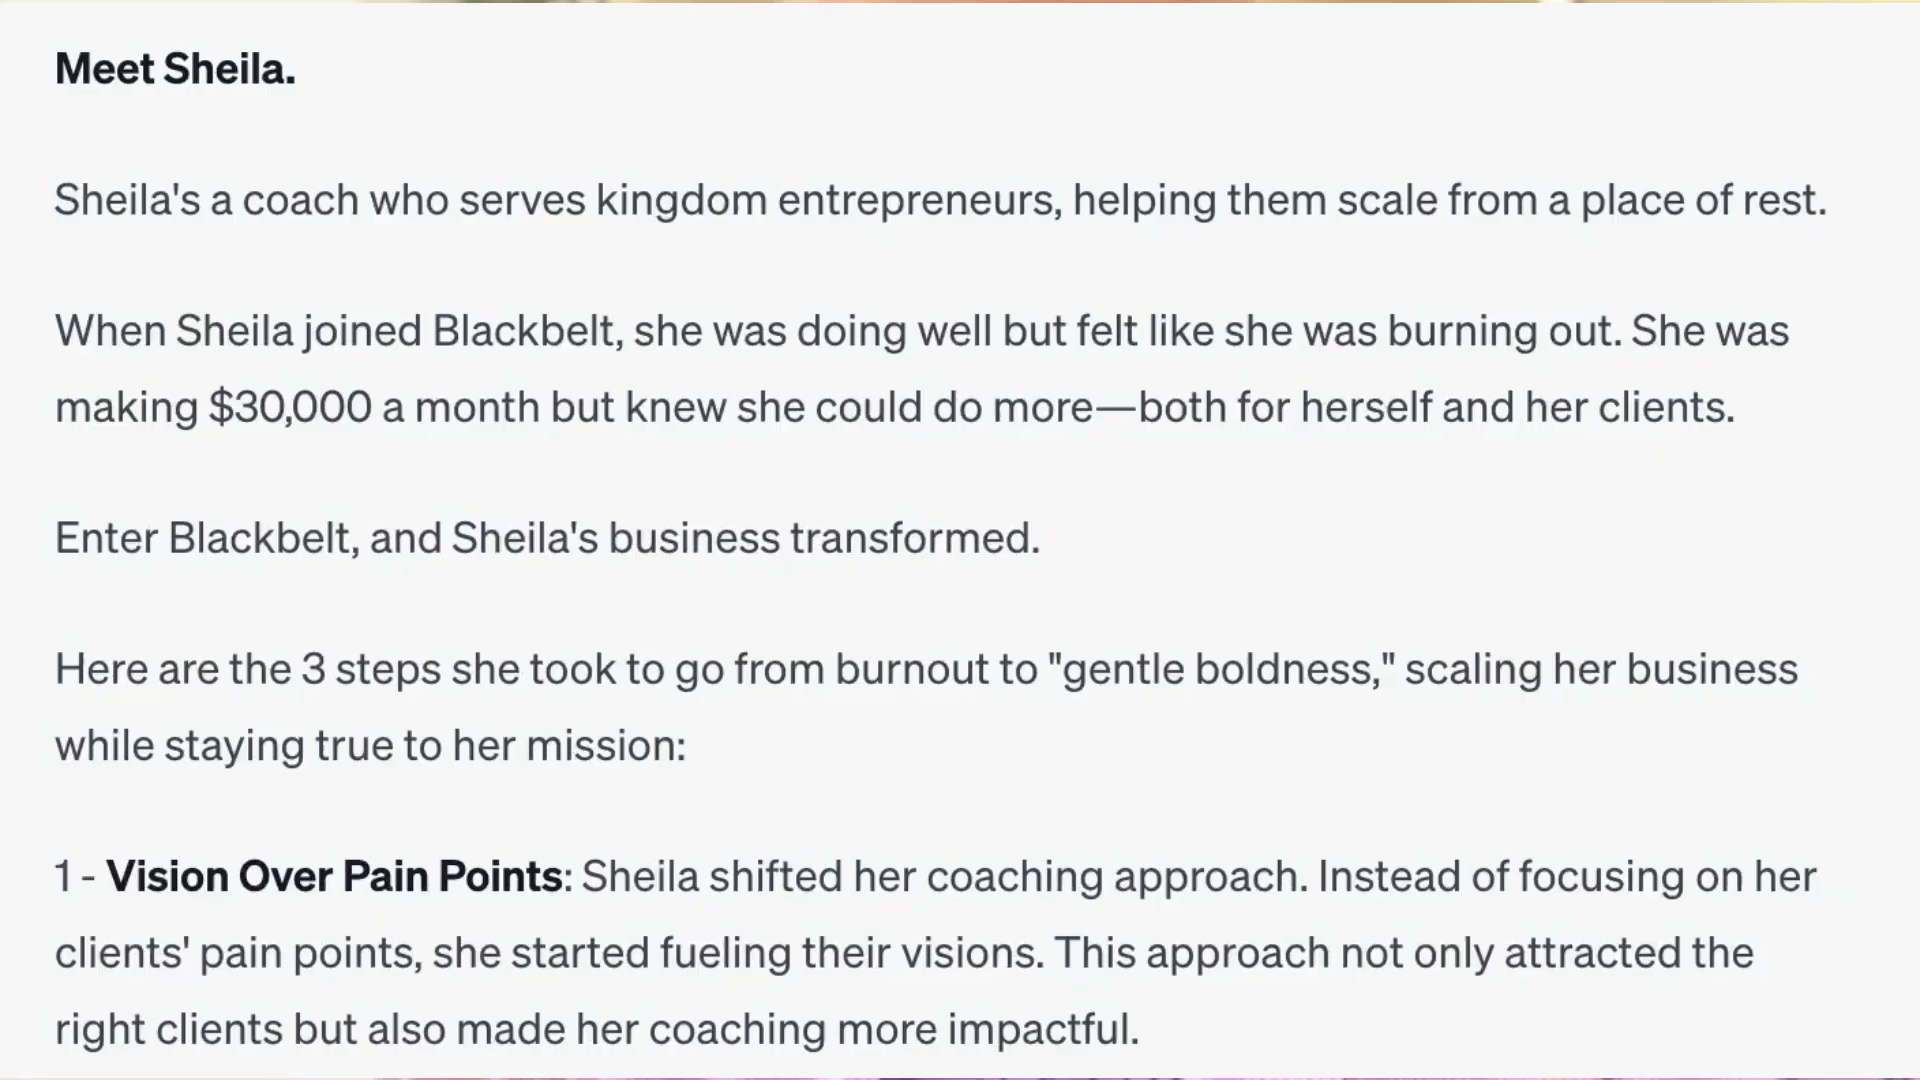 Meet Sheila.
Sheila's a coach who serves kingdom entrepreneurs, helping them scale from a place of rest.
When Sheila joined Blackbelt, she was doing well but felt like she was burning out. She was
making $30,000 a month but knew she could do more—both for herself and her clients.
Enter Blackbelt, and Sheila's business transformed.
Here are the 3 steps she took to go from burnout to "gentle boldness," scaling her business
while staying true to her mission:
1 - Vision Over Pain Points: Sheila shifted her coaching approach. Instead of focusing on her
clients' pain points, she started fueling their visions. This approach not only attracted the
right clients but also made her coaching more impactful.